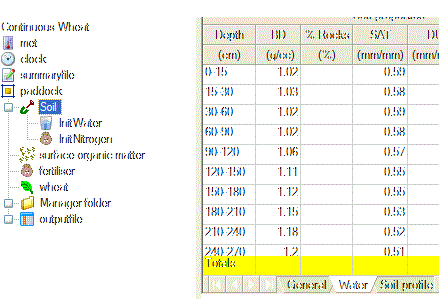 Continuous Wheat
met
clock
summaryfile
paddock
Soil
InitWater
InitNitrogen
surface organic matter
fertiliser
wheat
Manager folder
outputfile
Depth BD % Rocks SAT
(cm) (g/cc) (%) (mm/mm) (mm/m
0-15 1.02 0.59
15-30 1.03 0.58
30-60 1.02 0.59
60-90 1.02 0.58
90-120 1.06 0.57
120-150 1.11 0.55
150-180 1.12 0.55
180-210 1.15 0.53
210-240 1.18 0.52
240-270 1.2 0.51
Totals
General Water Soil profile